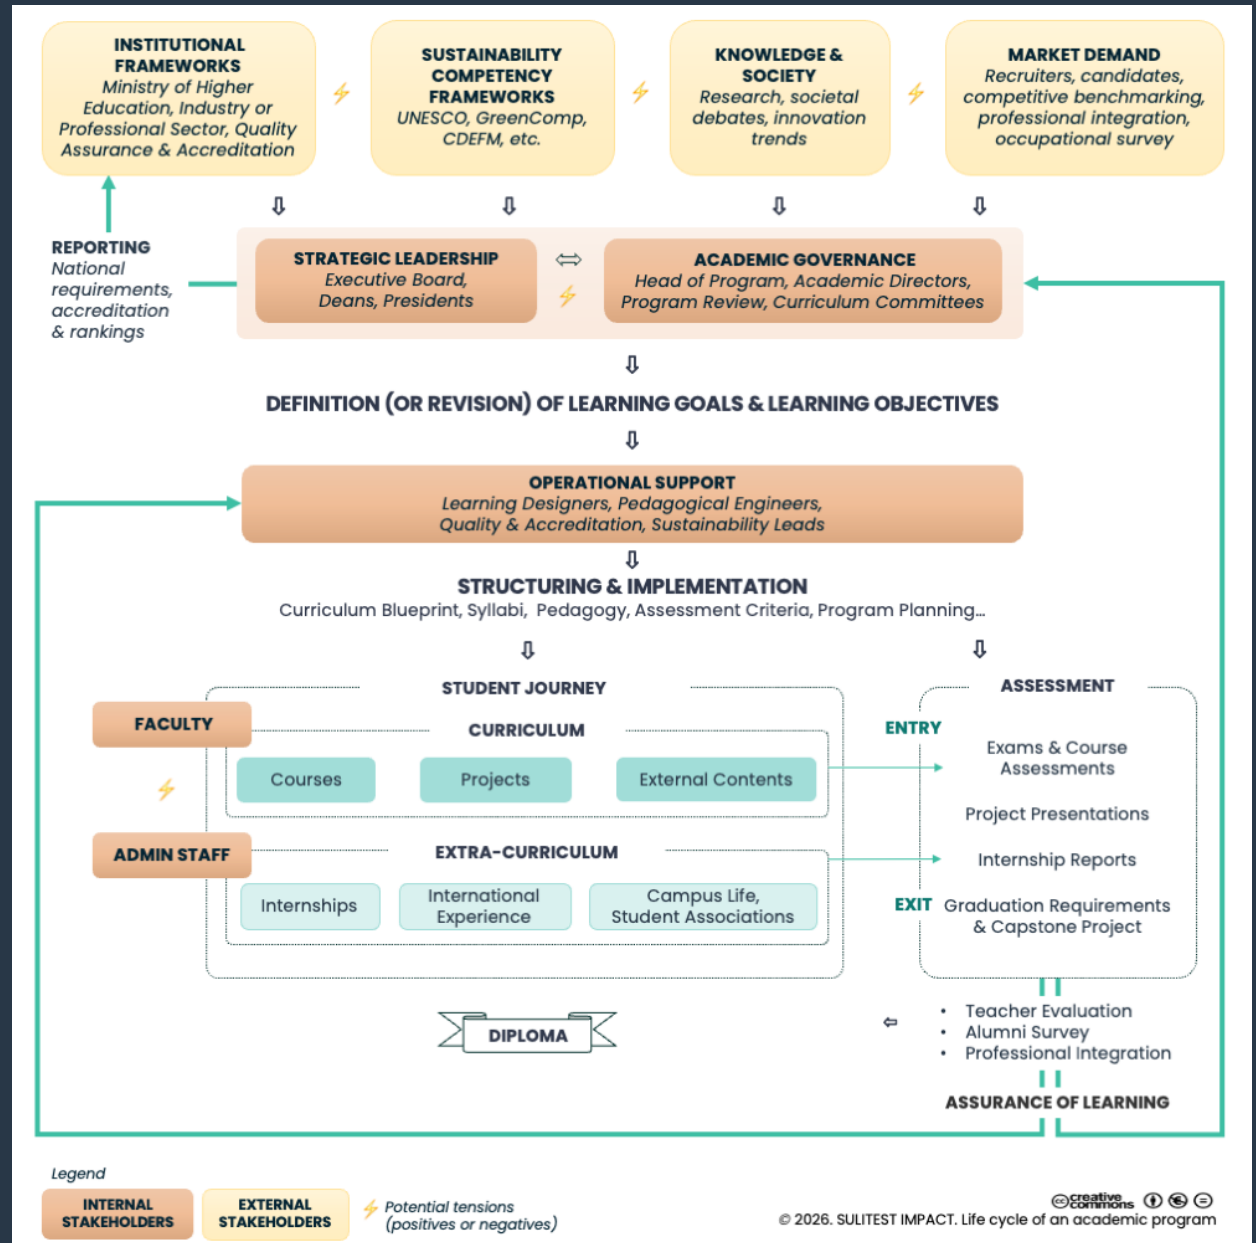 INSTITUTIONAL
FRAMEWORKS
Ministry of Higher
Education, Industry or
Professional Sector, Quality
Assurance & Accreditation
SUSTAINABILITY
COMPETENCY
FRAMEWORKS
UNESCO, GreenComp,
CDEFM, etc.
KNOWLEDGE &
SOCIETY
Research, societal
debates, innovation
trends
MARKET DEMAND
Recruiters, candidates,
competitive benchmarking,
professional integration,
occupational survey
REPORTING
National
requirements,
accreditation
& rankings
STRATEGIC LEADERSHIP
Executive Board,
Deans, Presidents
ACADEMIC GOVERNANCE
Head of Program, Academic Directors,
Program Review, Curriculum Committees
DEFINITION (OR REVISION) OF LEARNING GOALS & LEARNING OBJECTIVES
OPERATIONAL SUPPORT
Learning Designers, Pedagogical Engineers,
Quality & Accreditation, Sustainability Leads
STRUCTURING & IMPLEMENTATION
Curriculum Blueprint, Syllabi, Pedagogy, Assessment Criteria, Program Planning...
STUDENT JOURNEY
FACULTY
CURRICULUM
Courses
Projects
External Contents
ADMIN STAFF
EXTRA-CURRICULUM
Internships
International
Experience
Campus Life,
Student Associations
ASSESSMENT
ENTRY
Exams & Course
Assessments
Project Presentations
Internship Reports
EXIT
Graduation Requirements
& Capstone Project
DIPLOMA
• Teacher Evaluation
• Alumni Survey
• Professional Integration
ASSURANCE OF LEARNING
Legend
INTERNAL
STAKEHOLDERS
EXTERNAL
STAKEHOLDERS
Potential tensions
(positives or negatives)
cc creative
commons
© 2026. SULITEST IMPACT. Life cycle of an academic program